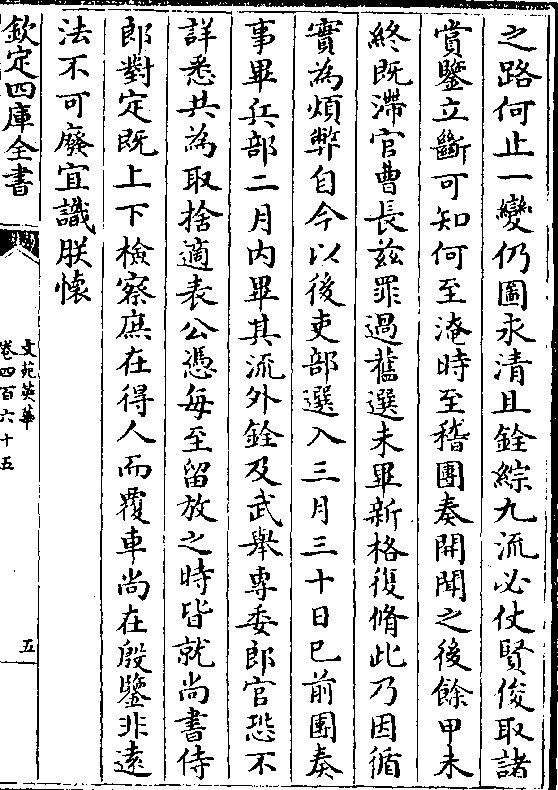 之路何止一變仍圖永清且銓綜九流必仗賢俊取諸
賞鑒立斷可知何至淹時至稽團奏開聞之後餘甲未
終既滯官曹長茲罪過舊選未畢新格復脩此乃因循
實為煩弊自今以後吏部選入三月三十日已前團奏
事畢兵部二月内畢其流外銓及武舉專委郎官恐不
詳悉共為取捨適表公憑每至留放之時皆就尚書侍
郎對定既上下檢察庶在得人而覆車尚在殷鑒非遠
法不可廢宜識朕懷
欽定四庫全書
文苑英華
卷四百六十五
五